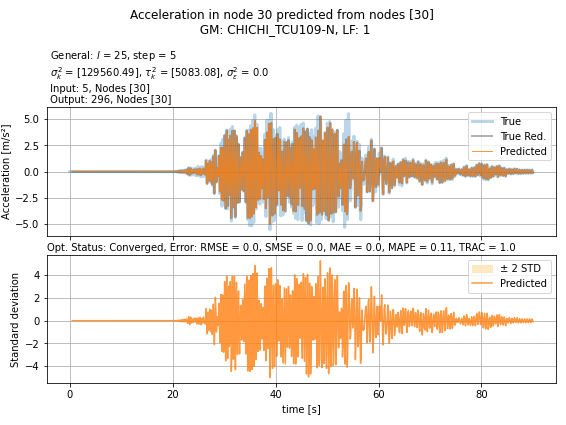 Acceleration in node 30 predicted from nodes [30]
GM: CHICHI_TCU109-N, LF: 1
General: l = 25, step = 5
σ²ₖ = [129560.49], τ²ₖ = [5083.08], σ²ₑ = 0.0
Input: 5, Nodes [30]
Output: 296, Nodes [30]
Acceleration [m/s²]
5.0
2.5
0.0
−2.5
−5.0
True
True Red.
Predicted
Opt. Status: Converged, Error: RMSE = 0.0, SMSE = 0.0, MAE = 0.0, MAPE = 0.11, TRAC = 1.0
Standard deviation
4
2
0
−2
−4
± 2 STD
Predicted
0 20 40 60 80
time [s]